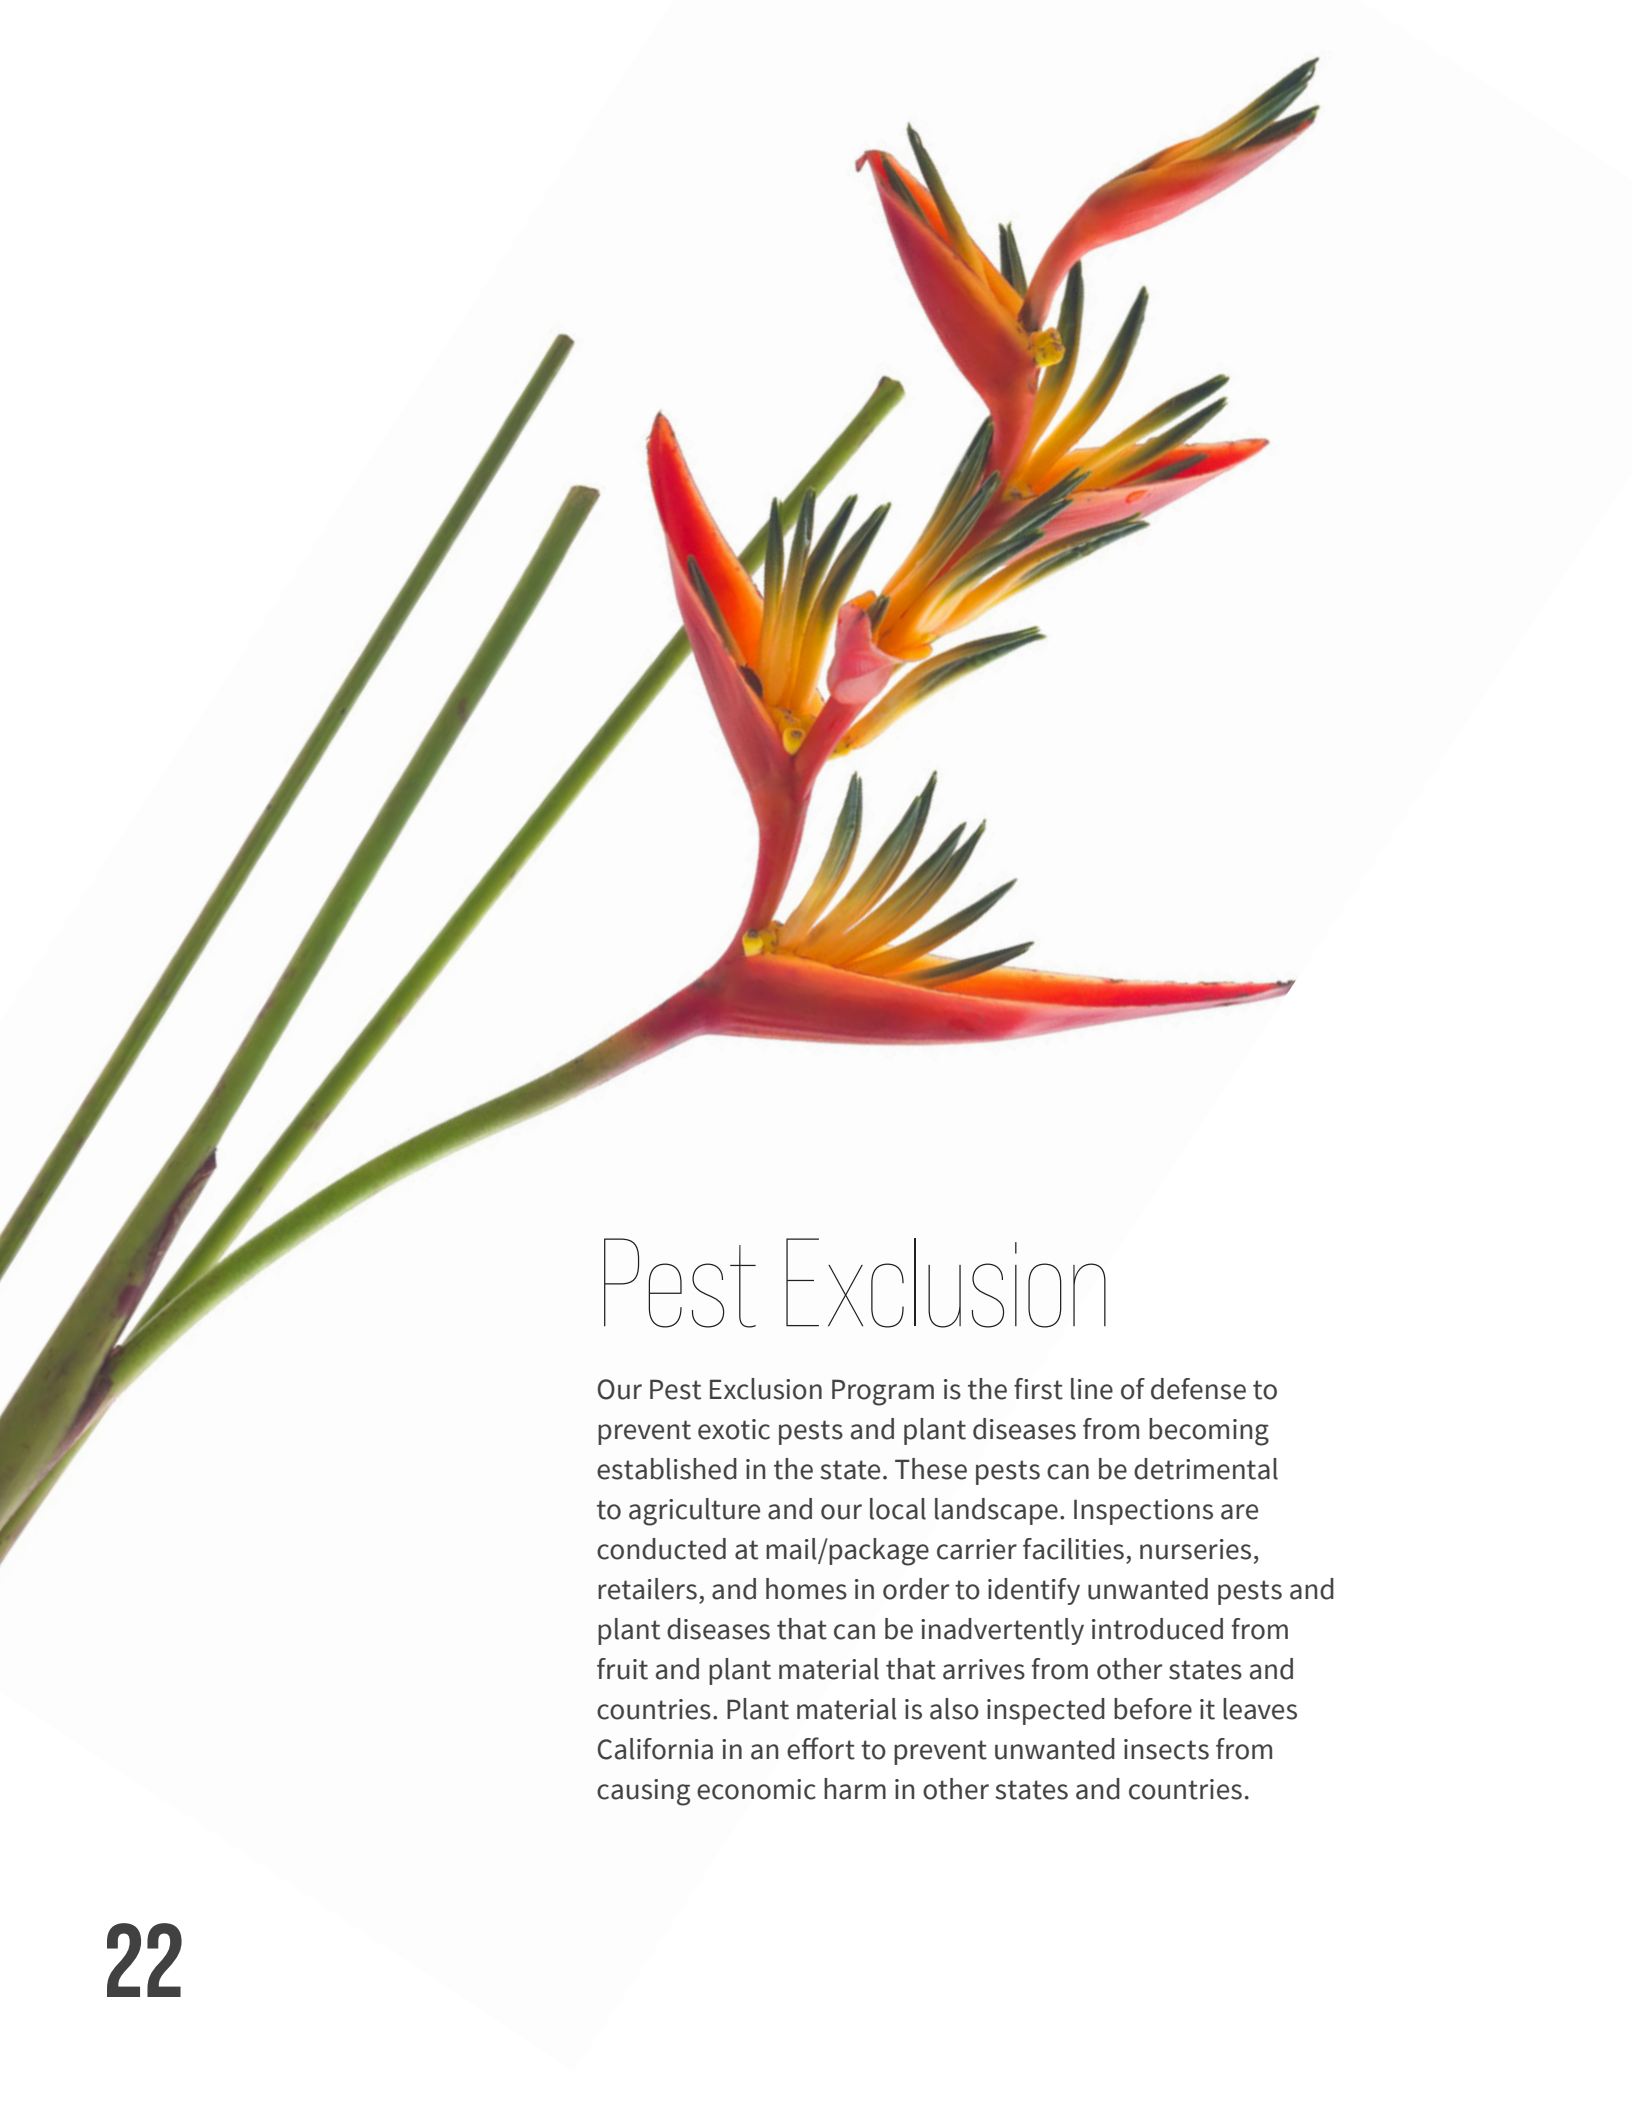 Pest Exclusion
Our Pest Exclusion Program is the first line of defense to
prevent exotic pests and plant diseases from becoming
established in the state. These pests can be detrimental
to agriculture and our local landscape. Inspections are
conducted at mail/package carrier facilities, nurseries,
retailers, and homes in order to identify unwanted pests and
plant diseases that can be inadvertently introduced from
fruit and plant material that arrives from other states and
countries. Plant material is also inspected before it leaves
California in an effort to prevent unwanted insects from
causing economic harm in other states and countries.
22